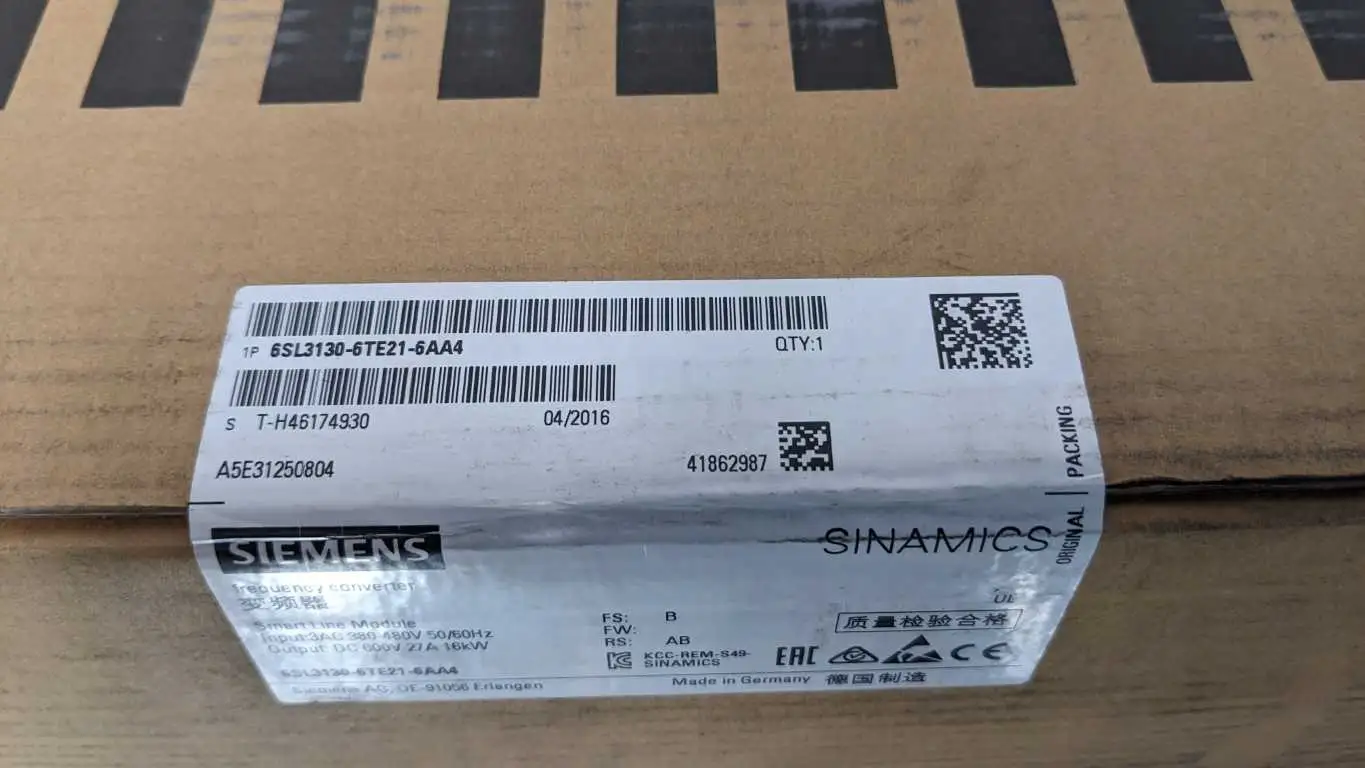 1P 6SL3130-6TE21-6AA4 QTY:1
S T-H46174930 04/2016
A5E31250804 41862987
ORIGINAL PACKING
SIEMENS SINAMICS
frequency converter
变频器
Smart Line Module
Input:3AC 380-480V 50/60Hz
Output: DC 600V 27A 16kW
6SL3130-6TE21-6AA4
Siemens AG, DE-91056 Erlangen
FS: B
FW:
RS: AB
KCC-REM-S49-
SINAMICS
UL
质量检验合格
EAC CE
Made in Germany 德国制造